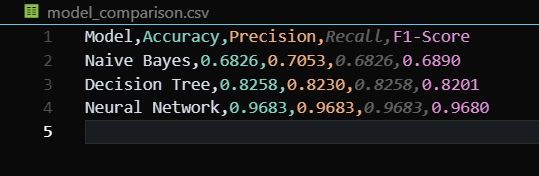 model_comparison.csv
1 Model,Accuracy,Precision,Recall,F1-Score
2 Naive Bayes,0.6826,0.7053,0.6826,0.6890
3 Decision Tree,0.8258,0.8230,0.8258,0.8201
4 Neural Network,0.9683,0.9683,0.9683,0.9680
5